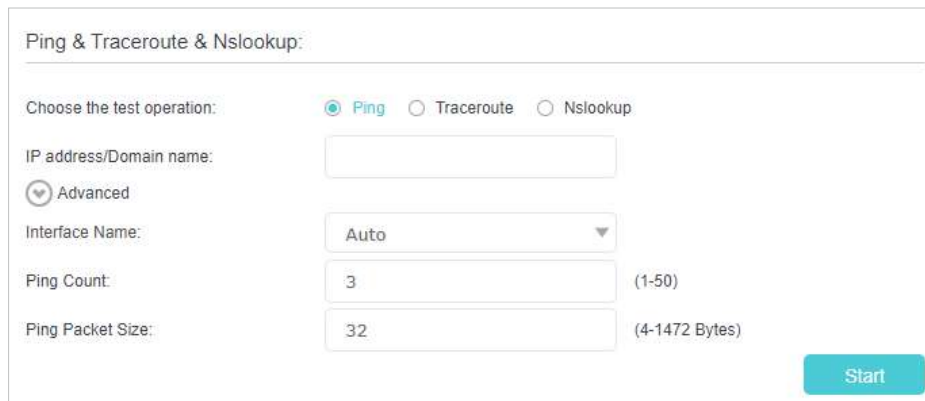 Ping & Traceroute & Nslookup:
Choose the test operation: Ping Traceroute Nslookup
IP address/Domain name:
Advanced
Interface Name: Auto
Ping Count: 3 (1-50)
Ping Packet Size: 32 (4-1472 Bytes)
Start